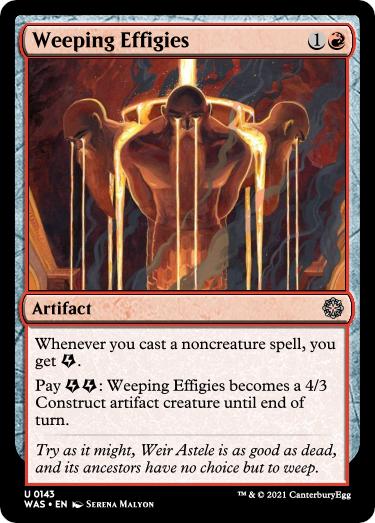 Weeping Effigies 1
Artifact
Whenever you cast a noncreature spell, you
get .
Pay : Weeping Effigies becomes a 4/3
Construct artifact creature until end of
turn.
Try as it might, Weir Astele is as good as dead,
and its ancestors have no choice but to weep.
U 0143
WAS • EN SERENA MALYON
™ & © 2021 CanterburyEgg